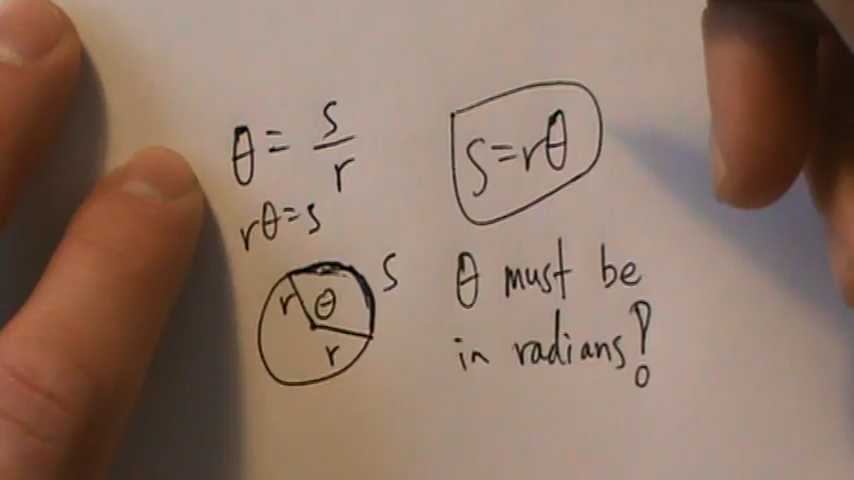 θ = s/r
rθ = s
S = rθ
r θ S
r
θ must be
in radians!